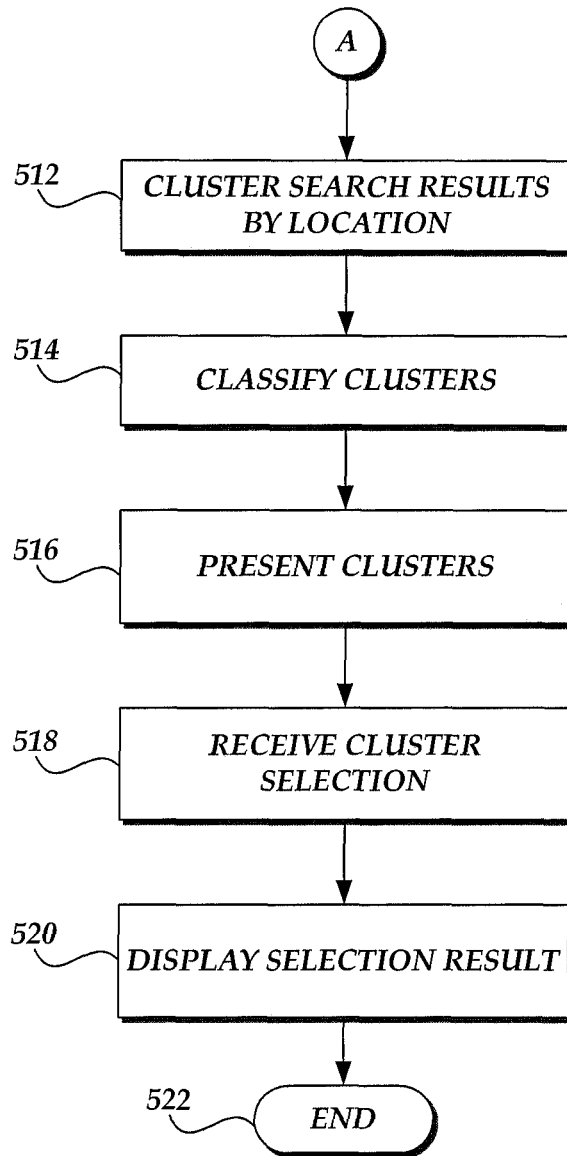 A
512
CLUSTER SEARCH RESULTS
BY LOCATION
514
CLASSIFY CLUSTERS
516
PRESENT CLUSTERS
518
RECEIVE CLUSTER
SELECTION
520
DISPLAY SELECTION RESULT
522
END